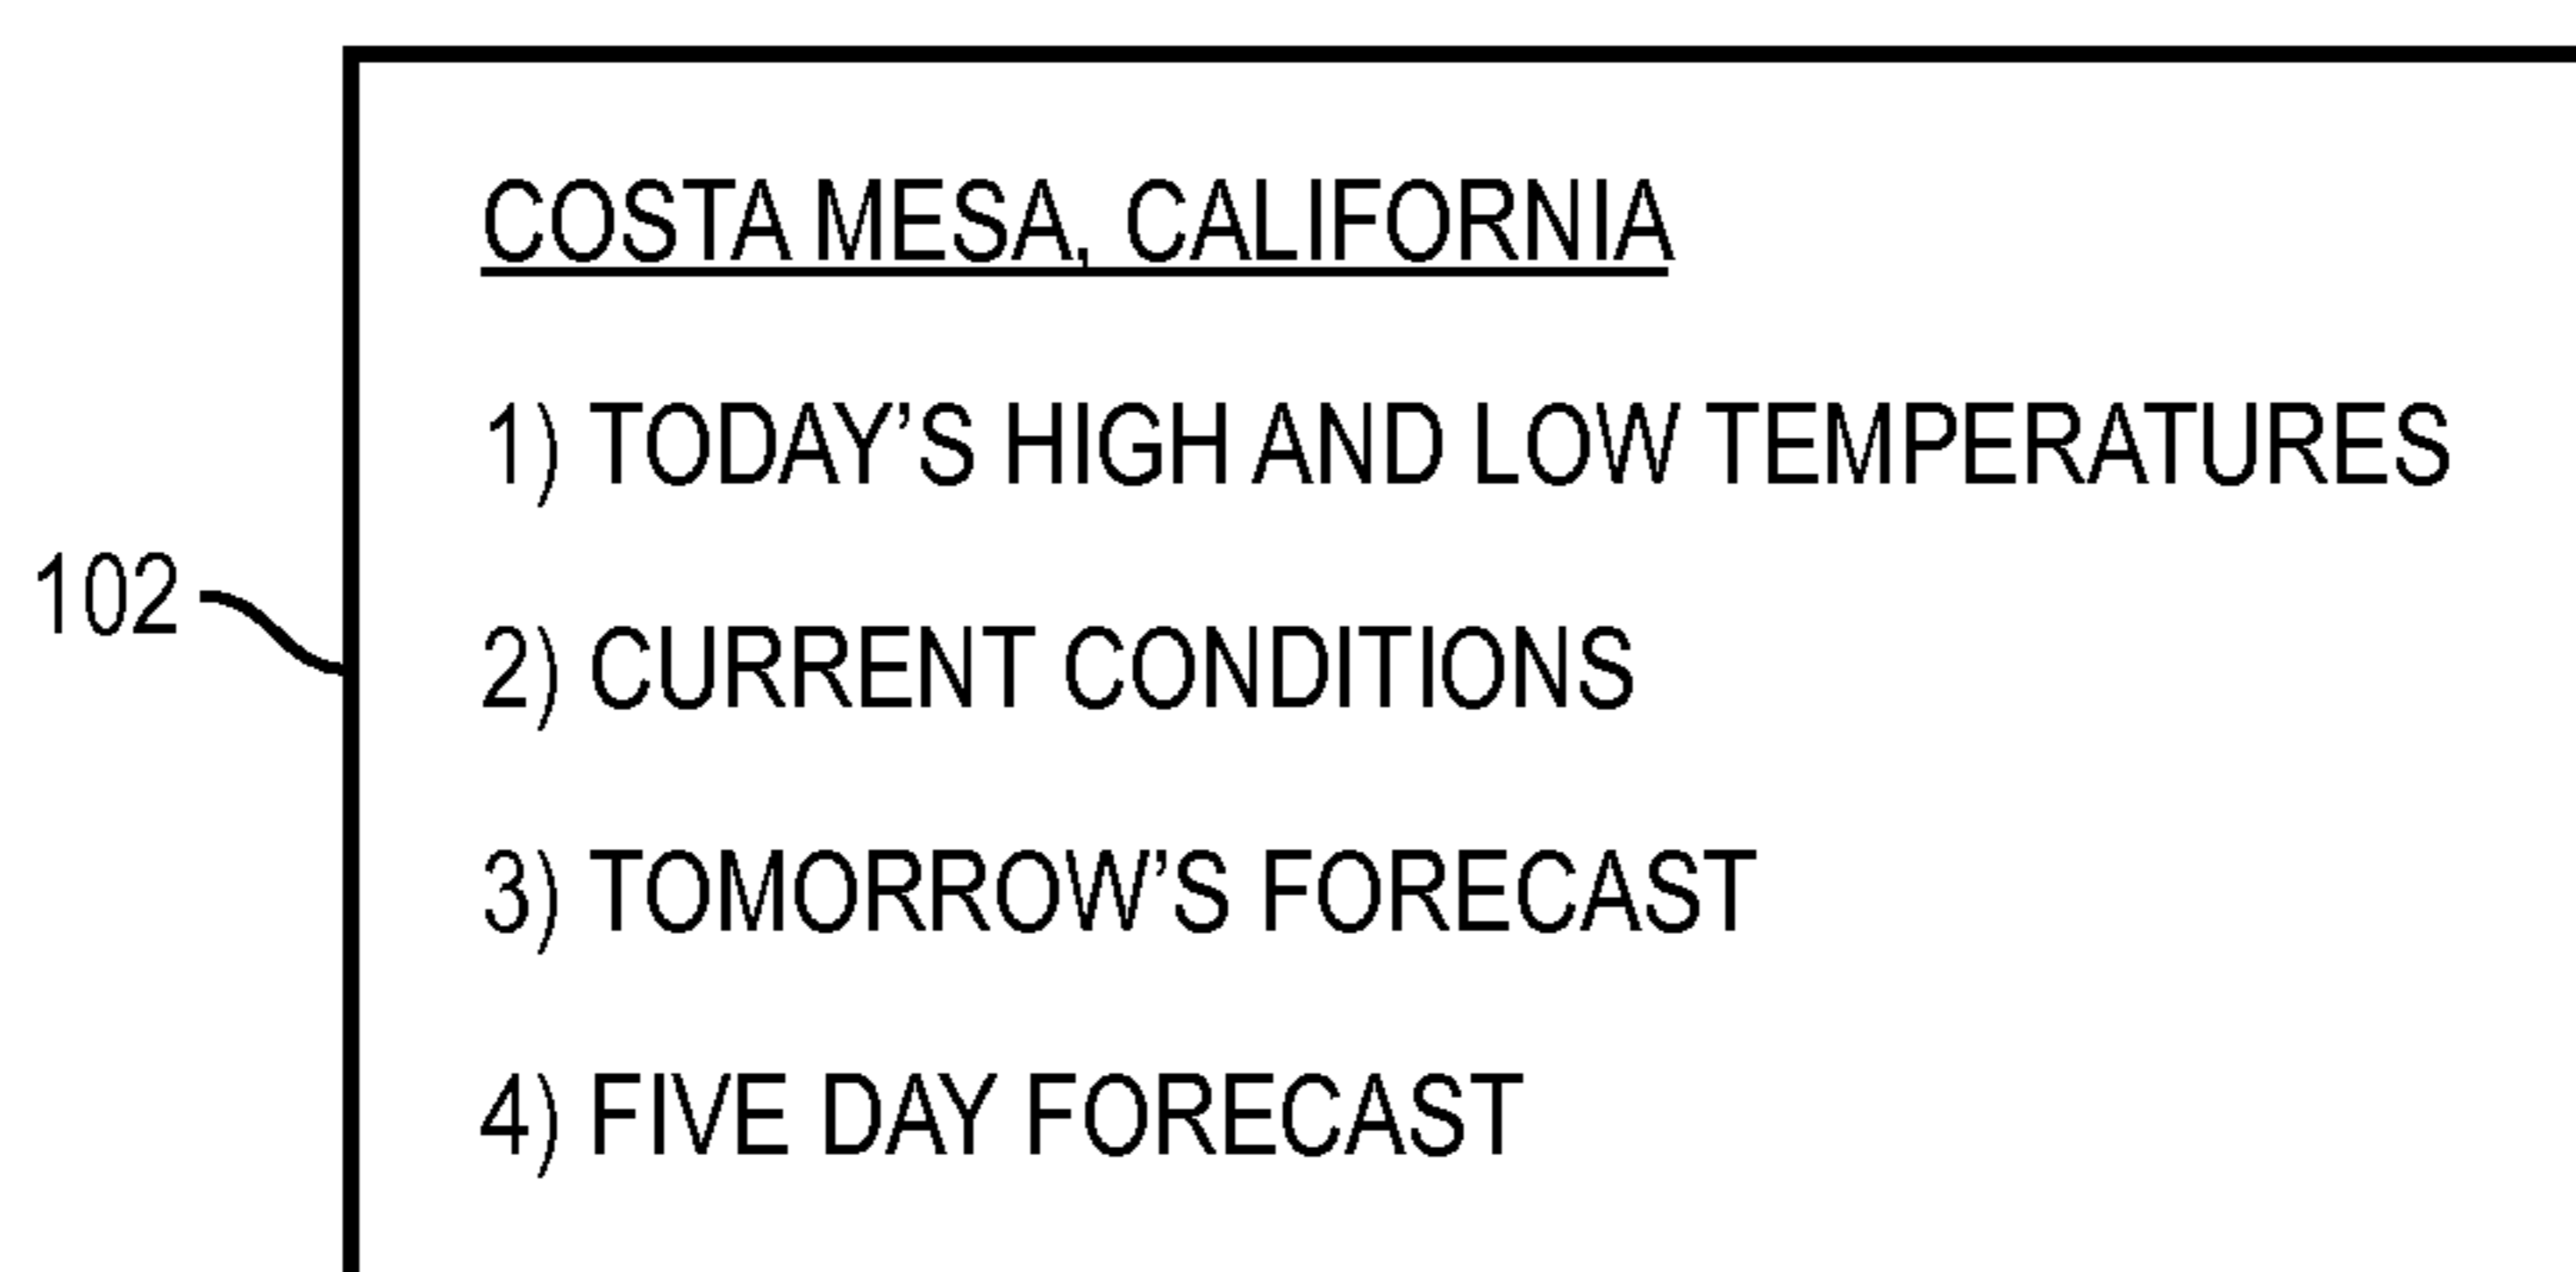 COSTA MESA, CALIFORNIA
1) TODAY’S HIGH AND LOW TEMPERATURES
102
2) CURRENT CONDITIONS
3) TOMORROW’S FORECAST
4) FIVE DAY FORECAST